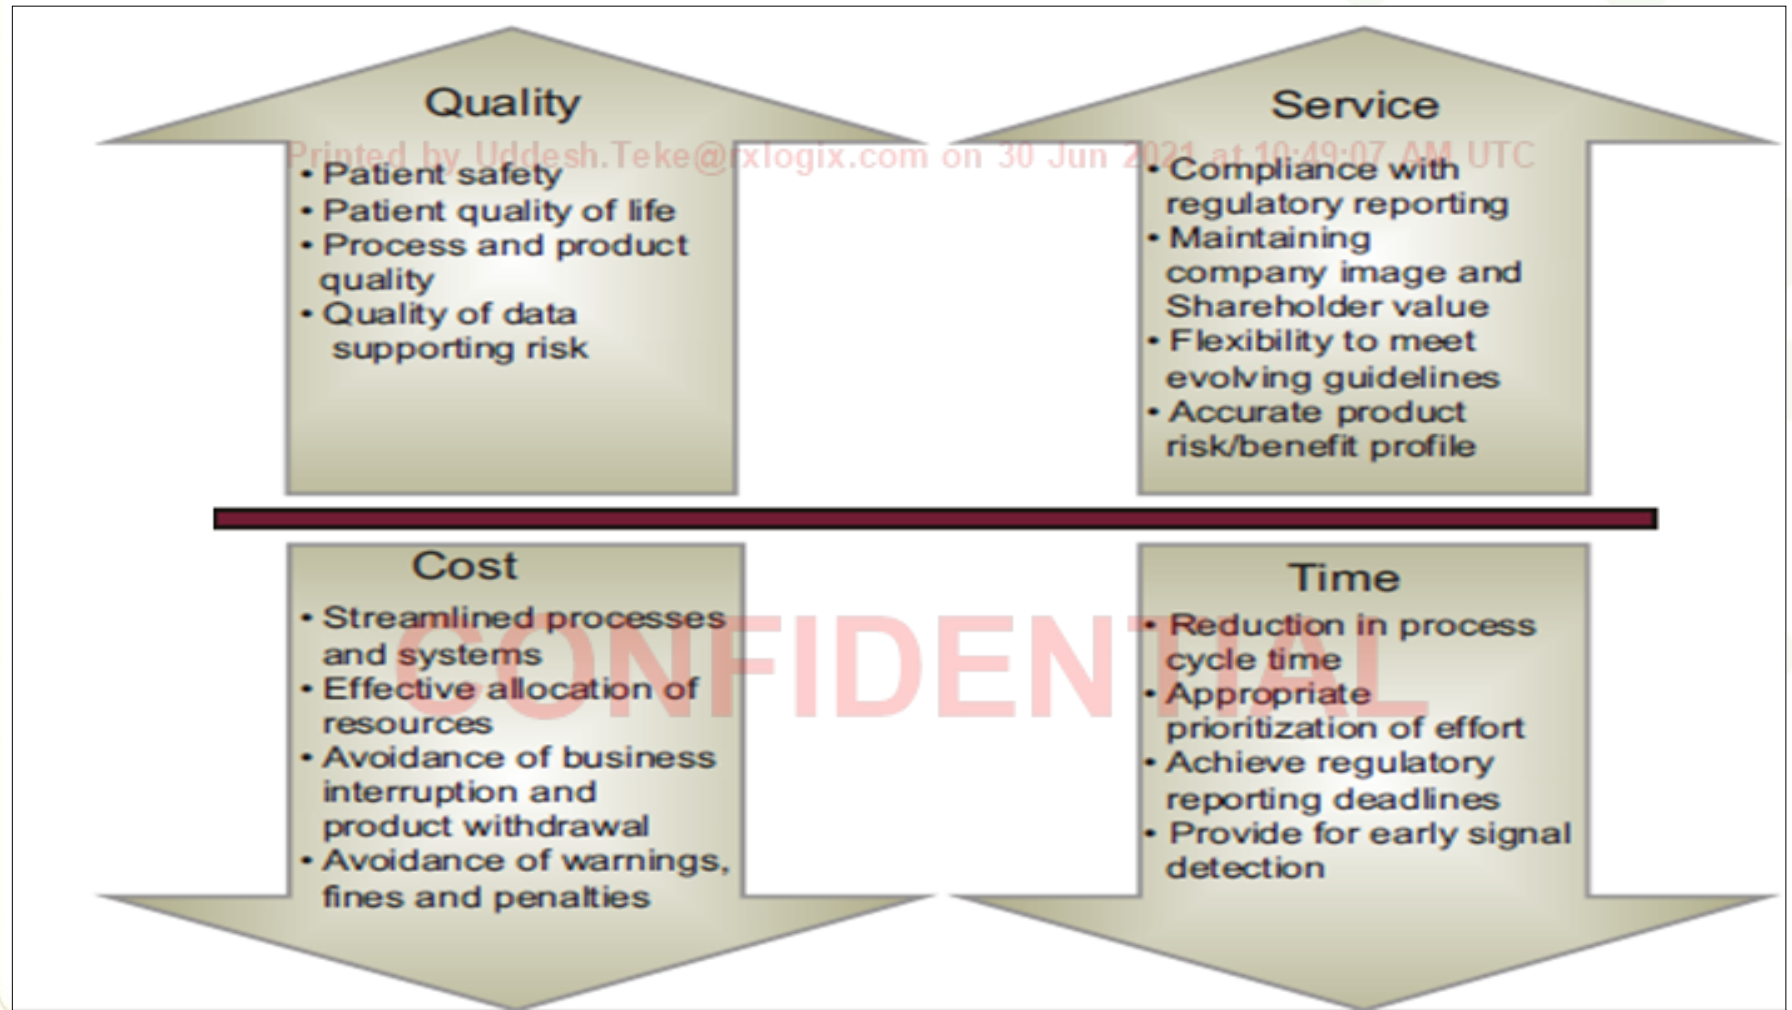 Quality
Printed by Uddesh.Teke@rxlogix.com on 30 Jun 2021 at 10:49:07 AM UTC
• Patient safety
• Patient quality of life
• Process and product
quality
• Quality of data
supporting risk
Service
• Compliance with
regulatory reporting
• Maintaining
company image and
Shareholder value
• Flexibility to meet
evolving guidelines
• Accurate product
risk/benefit profile
Cost
• Streamlined processes
and systems
• Effective allocation of
resources
• Avoidance of business
interruption and
product withdrawal
• Avoidance of warnings,
fines and penalties
CONFIDENTIAL
Time
• Reduction in process
cycle time
• Appropriate
prioritization of effort
• Achieve regulatory
reporting deadlines
• Provide for early signal
detection